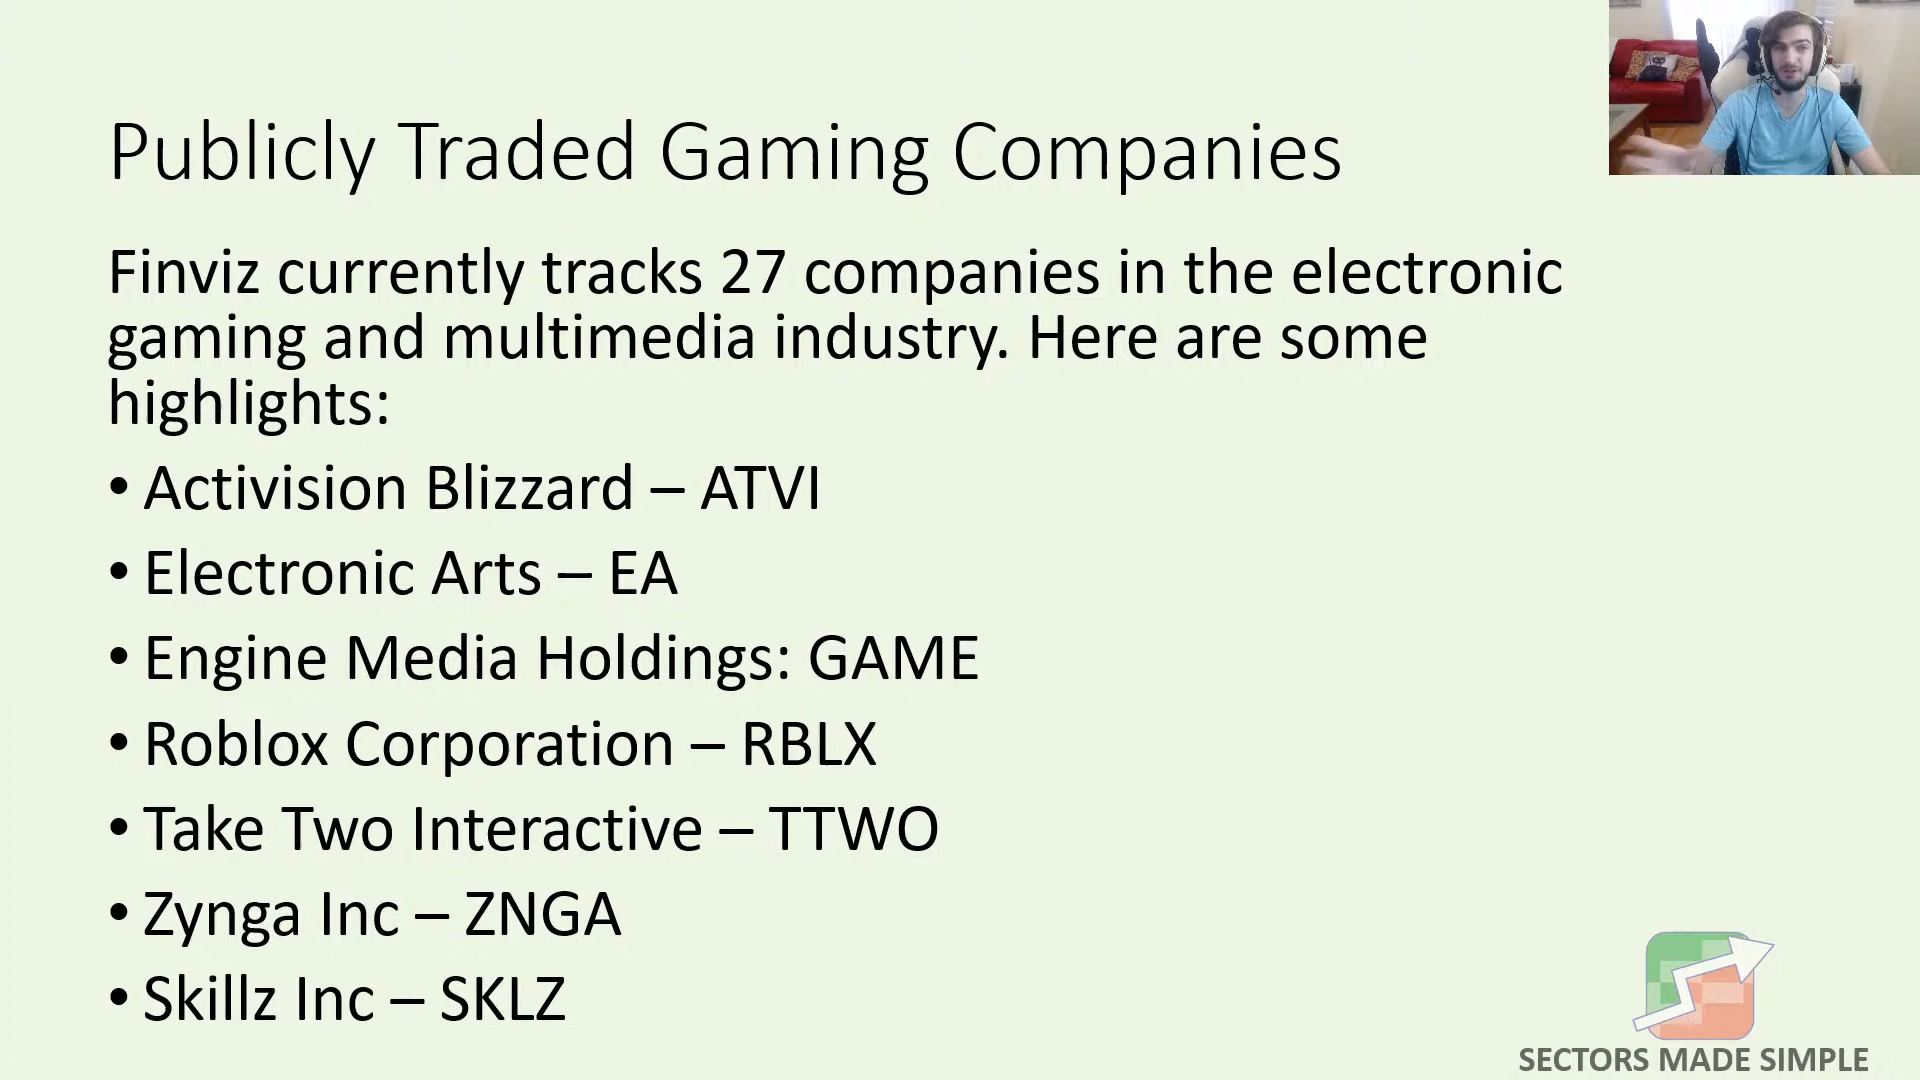 Publicly Traded Gaming Companies
Finviz currently tracks 27 companies in the electronic
gaming and multimedia industry. Here are some
highlights:
• Activision Blizzard – ATVI
• Electronic Arts – EA
• Engine Media Holdings: GAME
• Roblox Corporation – RBLX
• Take Two Interactive – TTWO
• Zynga Inc – ZNGA
• Skillz Inc – SKLZ
SECTORS MADE SIMPLE